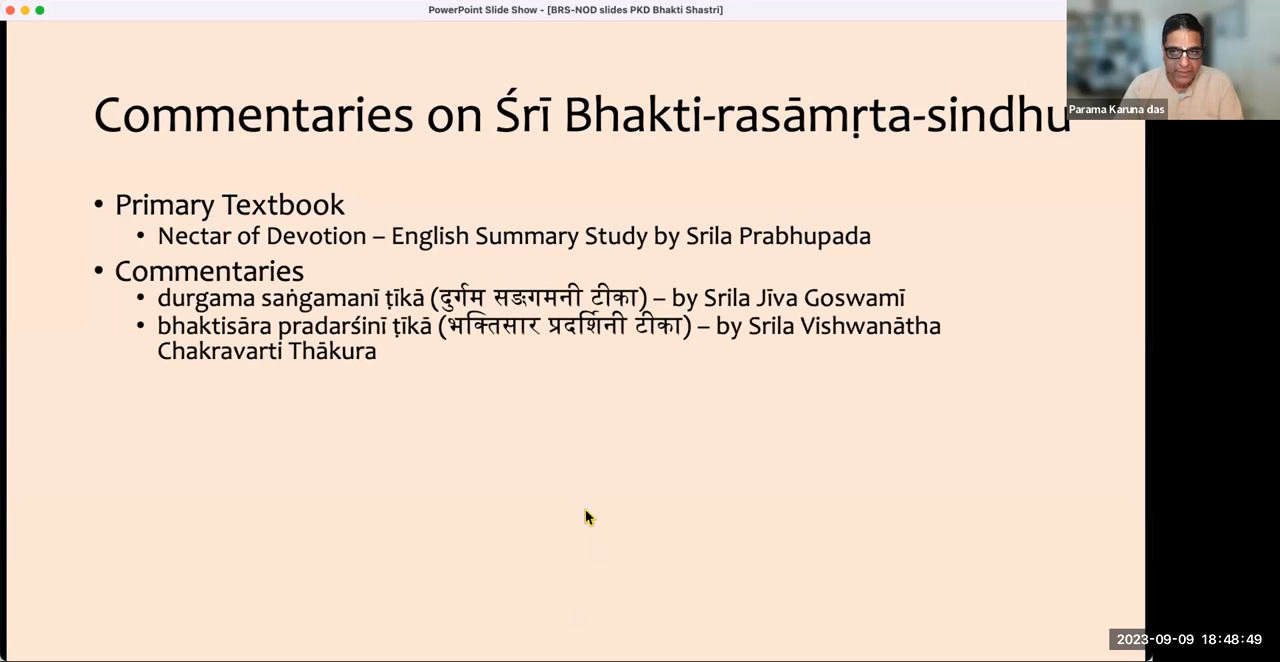 PowerPoint Slide Show - [BRS-NOD slides PKD Bhakti Shastri]
Parama Karuna das
Commentaries on Śrī Bhakti-rasāmṛta-sindhu
• Primary Textbook
• Nectar of Devotion – English Summary Study by Srila Prabhupada
• Commentaries
• durgama saṅgamanī ṭīkā (दुर्गम सङगमनी टीका) – by Srila Jīva Goswamī
• bhaktisāra pradarśinī ṭīkā (भक्तिसार प्रदर्शिनी टीका) – by Srila Vishwanātha
Chakravarti Thākura
2023-09-09 18:48:49